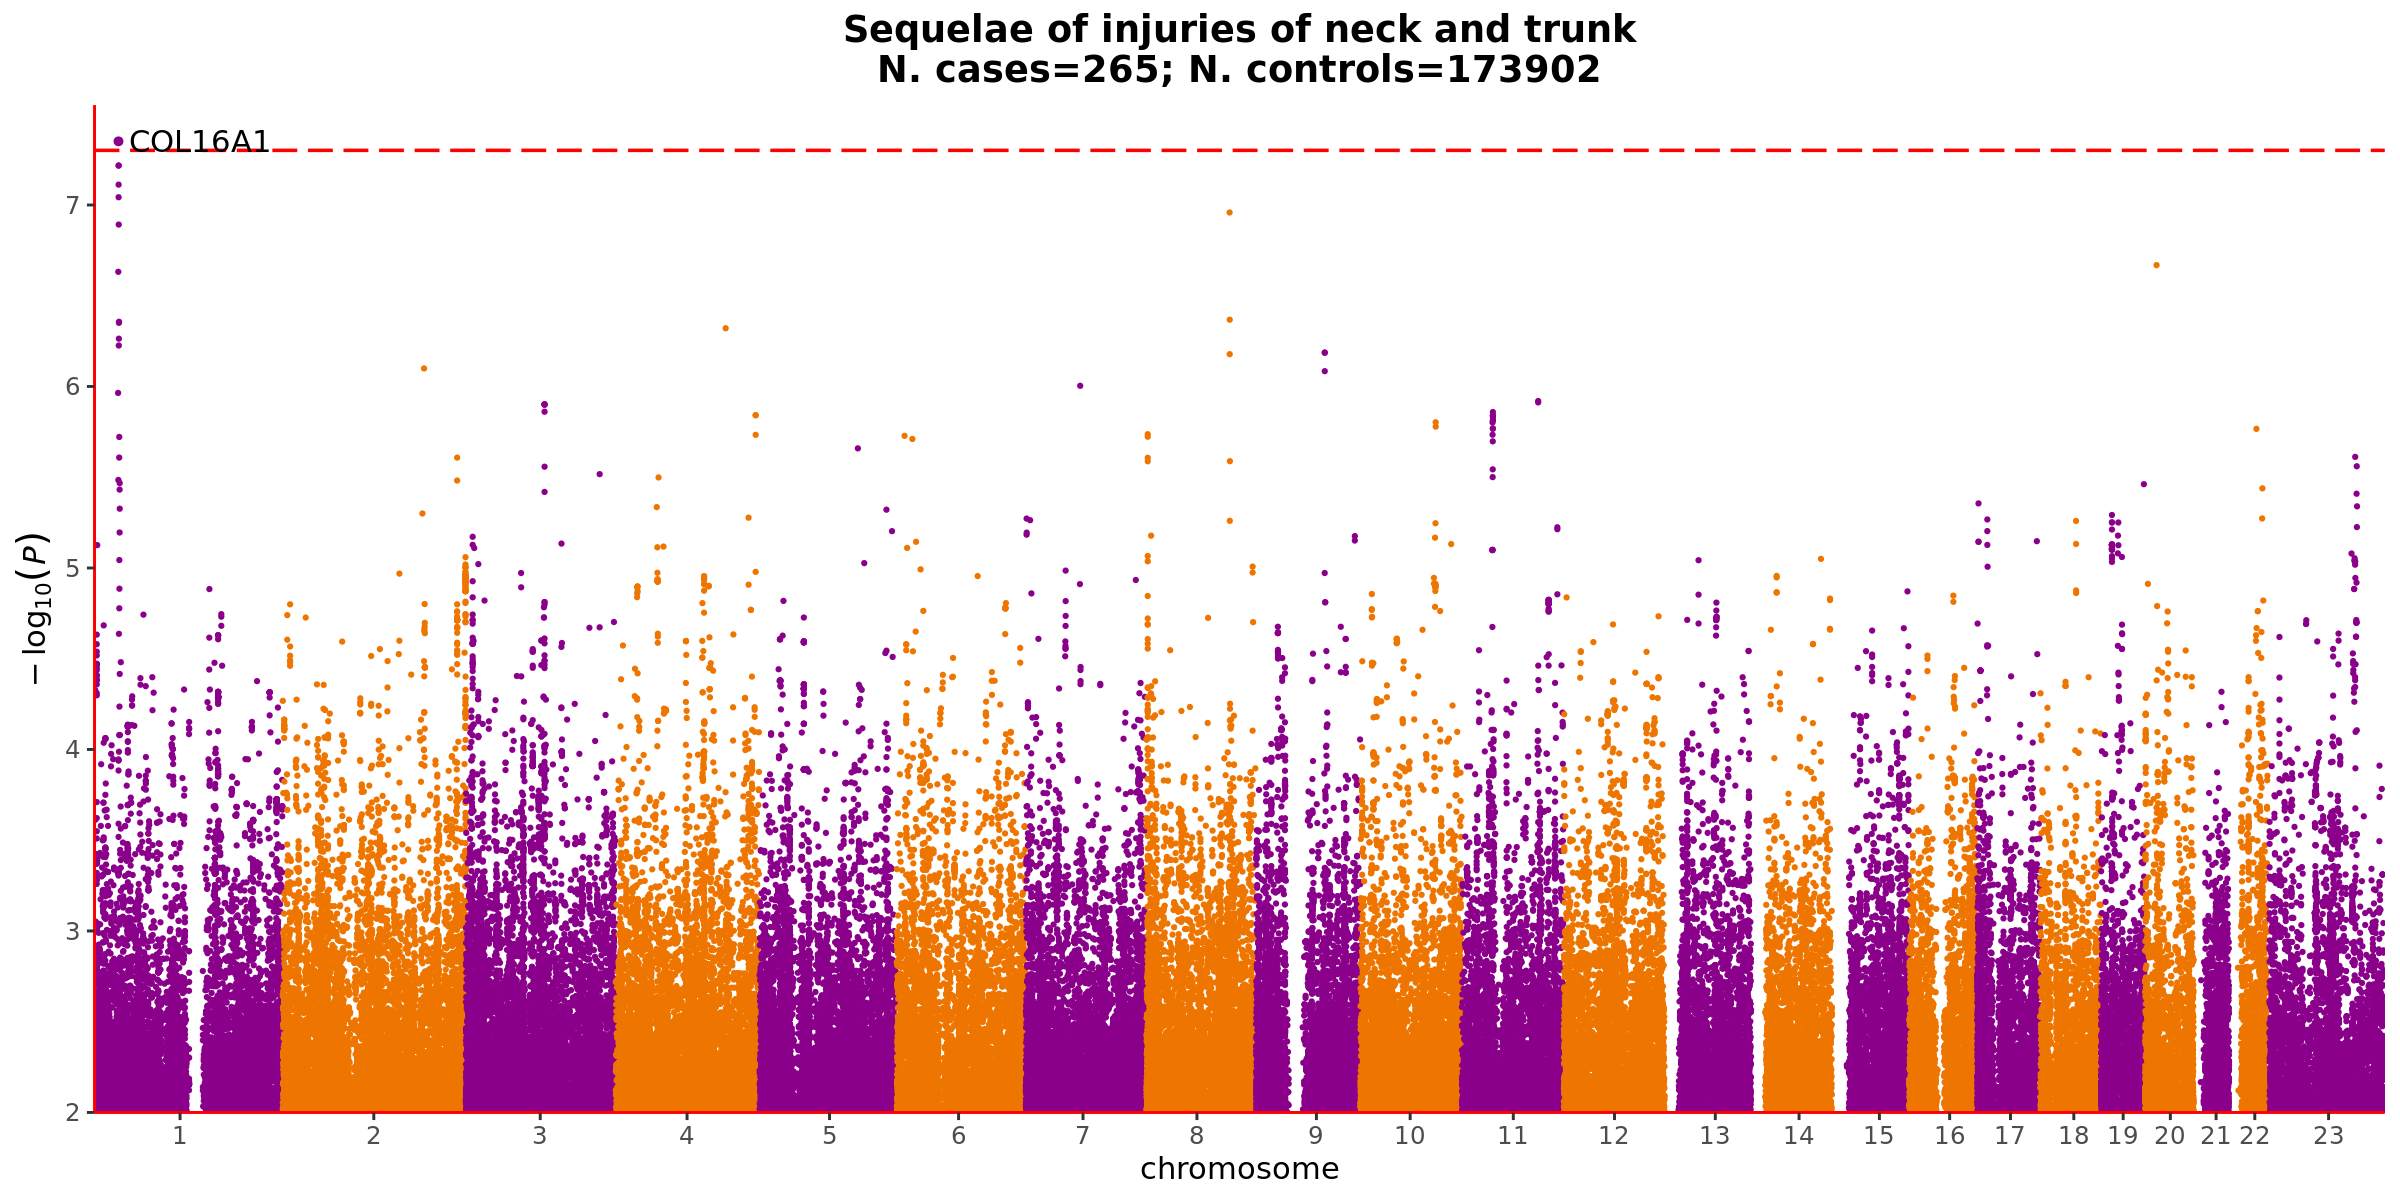 Sequelae of injuries of neck and trunk
N. cases=265; N. controls=173902
COL16A1
7
6
5
4
3
2
−log10(P)
1 2 3 4 5 6 7 8 9 10 11 12 13 14 15 16 17 18 19 20 21 22 23
chromosome